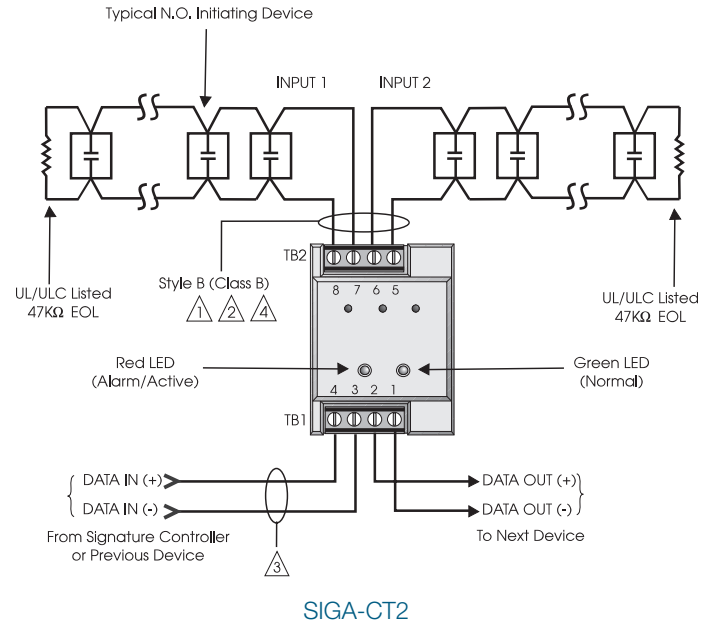 Typical N.O. Initiating Device
INPUT 1
INPUT 2
TB2
8 7 6 5
Style B (Class B)
1 2 4
UL/ULC Listed
47KΩ EOL
UL/ULC Listed
47KΩ EOL
Red LED
(Alarm/Active)
Green LED
(Normal)
4 3 2 1
TB1
DATA IN (+)
DATA IN (-)
DATA OUT (+)
DATA OUT (-)
From Signature Controller
or Previous Device
To Next Device
3
SIGA-CT2